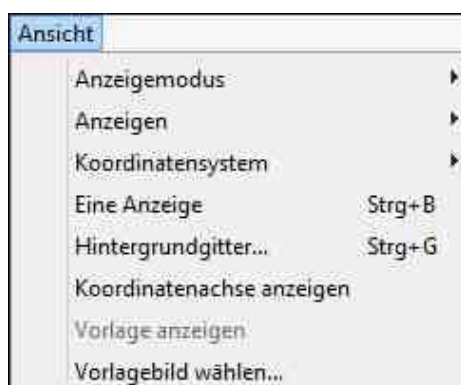 Ansicht
Anzeigemodus
Anzeigen
Koordinatensystem
Eine Anzeige Strg+B
Hintergrundgitter... Strg+G
Koordinatenachse anzeigen
Vorlage anzeigen
Vorlagebild wählen...